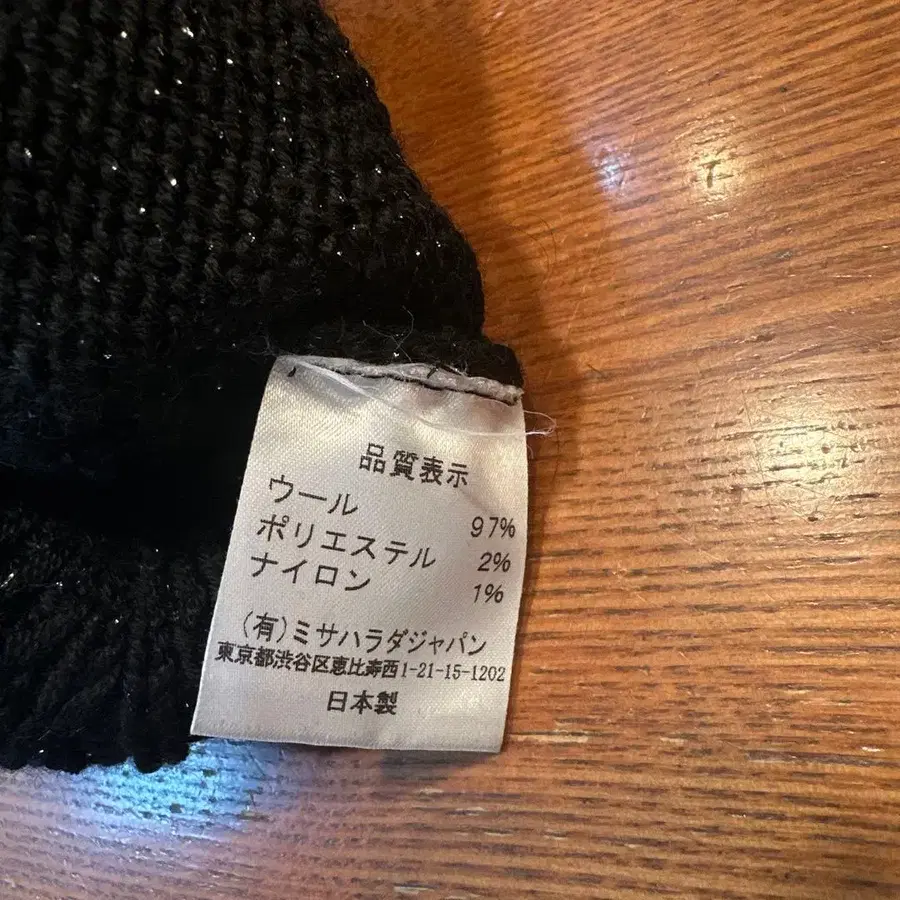 品質表示
ウール 97%
ポリエステル 2%
ナイロン 1%
(有)ミサハラダジャパン
東京都渋谷区恵比寿西1-21-15-1202
日本製